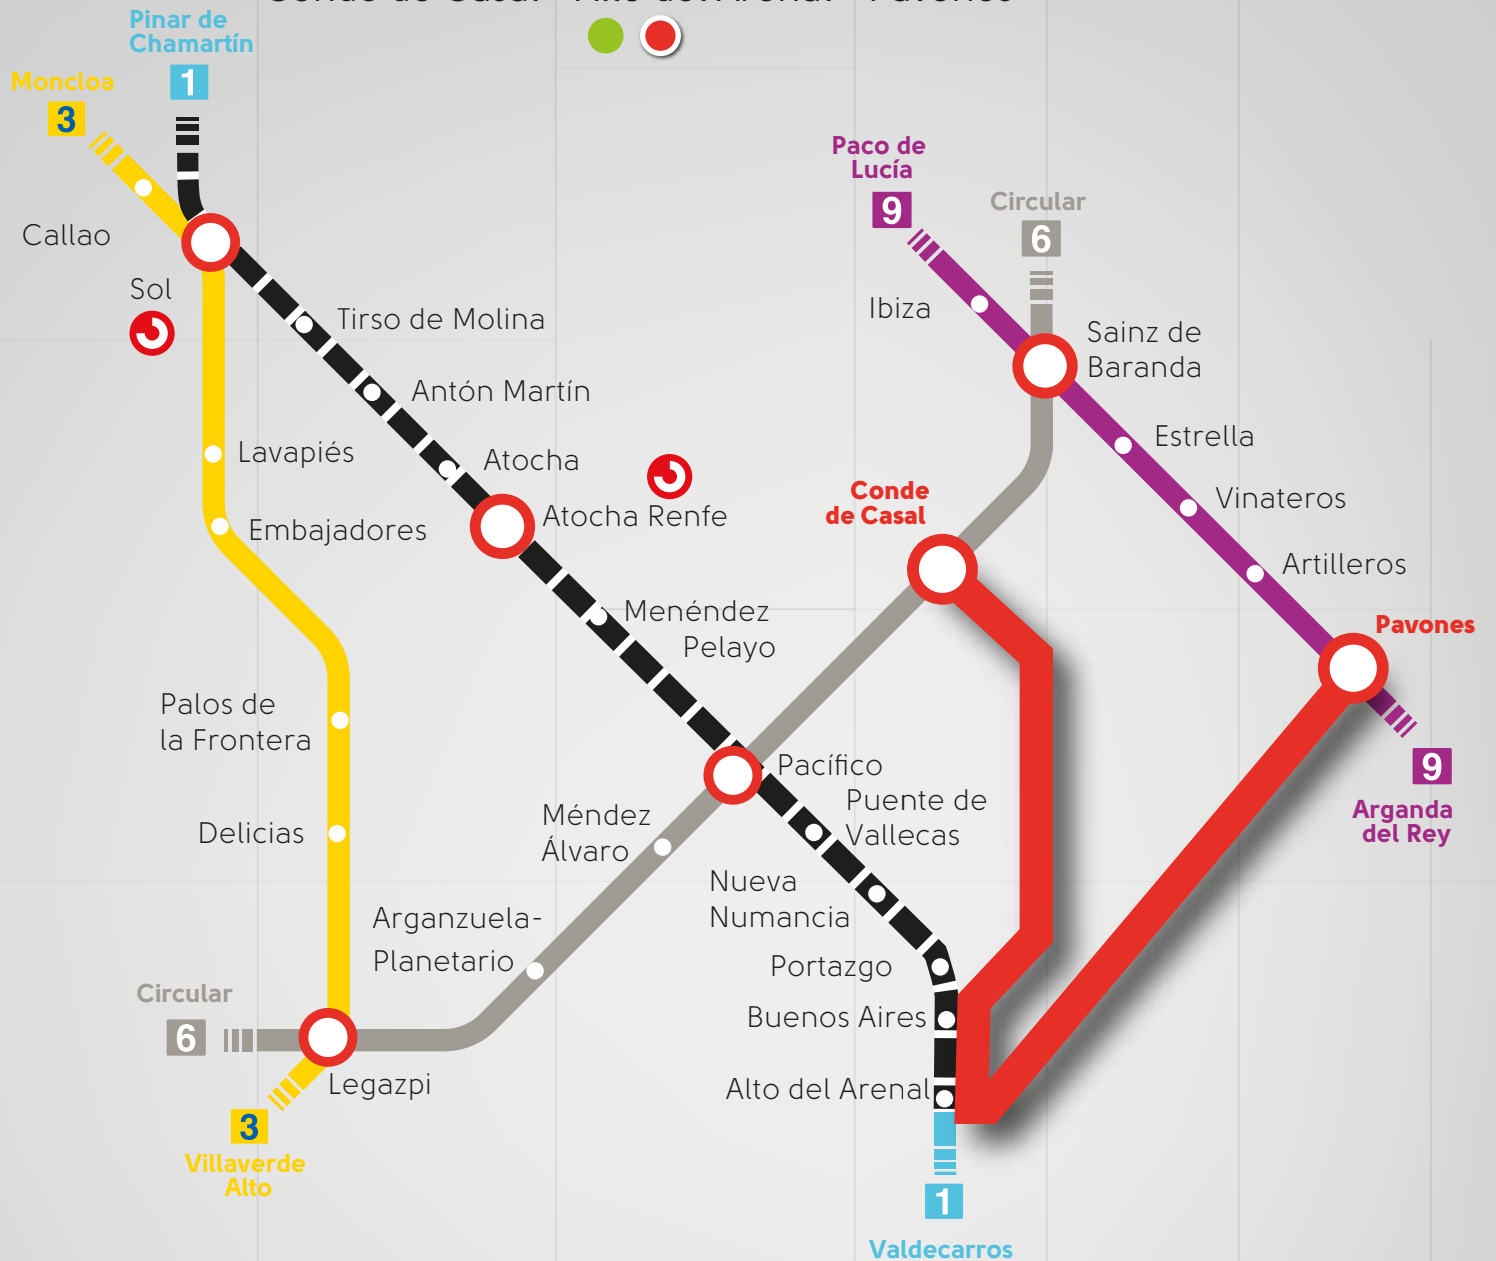 Pinar de
Chamartín
1
Moncloa
3
Paco de
Lucía
9
Circular
6
Callao
Sol
Tirso de Molina
Ibiza
Sainz de
Baranda
Antón Martín
Estrella
Lavapiés
Atocha
Conde
de Casal
Vinateros
Embajadores
Atocha Renfe
Artilleros
Menéndez
Pelayo
Pavones
Palos de
la Frontera
Pacífico
9
Arganda
del Rey
Delicias
Méndez
Álvaro
Puente de
Vallecas
Nueva
Numancia
Arganzuela-
Planetario
Portazgo
Circular
6
Buenos Aires
Legazpi
Alto del Arenal
3
Villaverde
Alto
1
Valdecarros